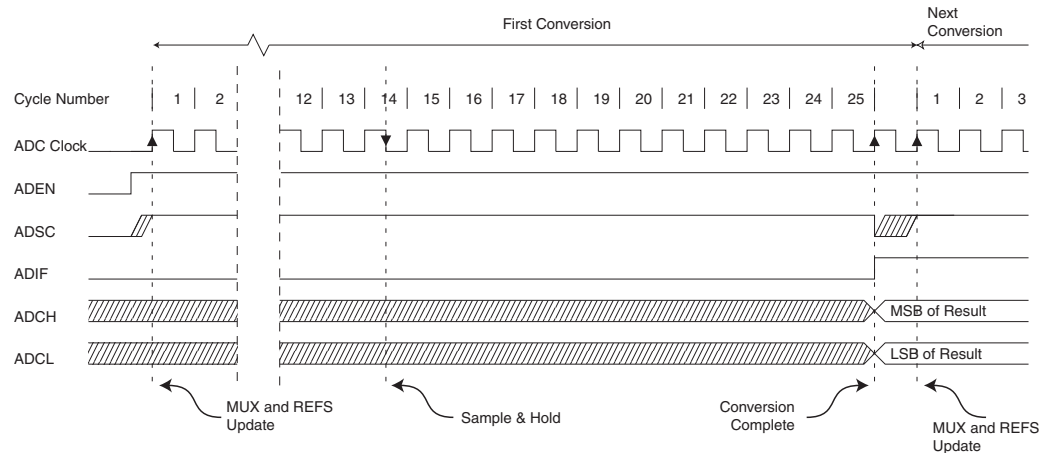 First Conversion
Next
Conversion
Cycle Number 1 2 12 13 14 15 16 17 18 19 20 21 22 23 24 25 1 2 3
ADC Clock
ADEN
ADSC
ADIF
ADCH MSB of Result
ADCL LSB of Result
MUX and REFS
Update
Sample & Hold
Conversion
Complete
MUX and REFS
Update